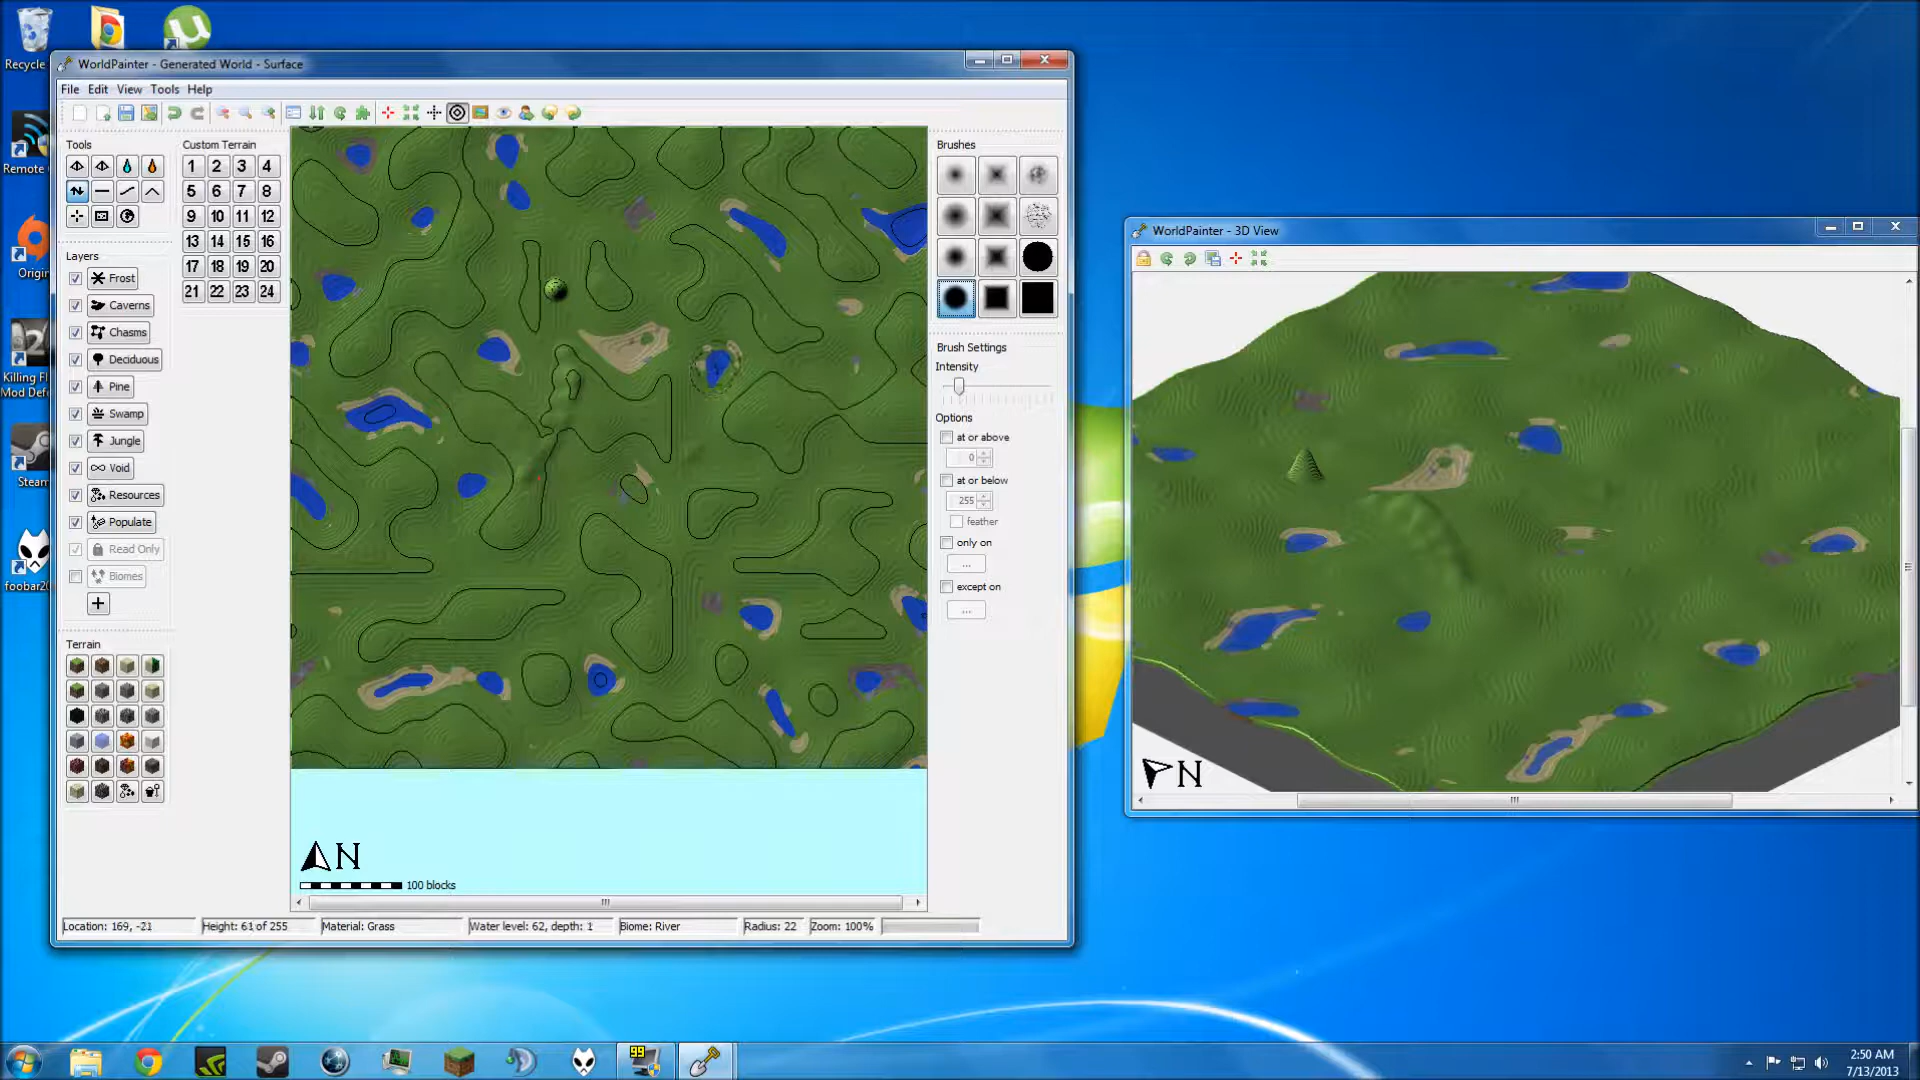 Recycle
Remote
Origin
Killing Fl
Mod Def
Steam
foobar20
WorldPainter - Generated World - Surface
File Edit View Tools Help
Tools
Custom Terrain
1 2 3 4
5 6 7 8
9 10 11 12
13 14 15 16
17 18 19 20
21 22 23 24
Layers
Frost
Caverns
Chasms
Deciduous
Pine
Swamp
Jungle
Void
Resources
Populate
Read Only
Biomes
Terrain
N
100 blocks
Brushes
Brush Settings
Intensity
Options
at or above
0
at or below
255
feather
only on
...
except on
...
Location: 169, -21 Height: 61 of 255 Material: Grass Water level: 62, depth: 1 Biome: River Radius: 22 Zoom: 100%
WorldPainter - 3D View
N
99
2:50 AM
7/13/2013